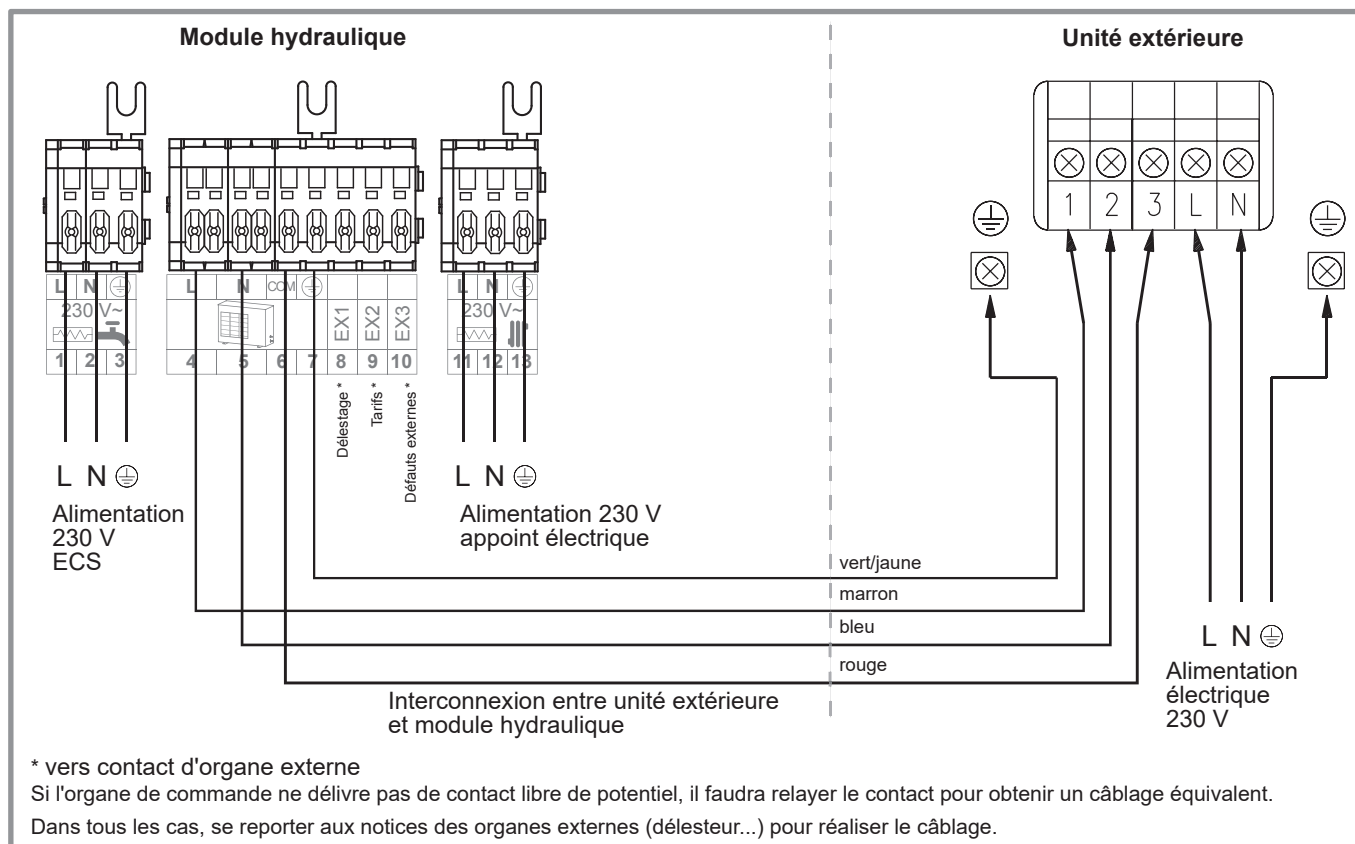 Module hydraulique
Unité extérieure
1 2 3 L N
L N
230 V~
1 2 3
L N COM
EX1
EX2
EX3
4 5 6 7 8 9 10
L N
230 V~
11 12 13
Délestage *
Tarifs *
Défauts externes *
L N
Alimentation
230 V
ECS
L N
Alimentation 230 V
appoint électrique
vert/jaune
marron
bleu
rouge
L N
Alimentation
électrique
230 V
Interconnexion entre unité extérieure
et module hydraulique
* vers contact d'organe externe
Si l'organe de commande ne délivre pas de contact libre de potentiel, il faudra relayer le contact pour obtenir un câblage équivalent.
Dans tous les cas, se reporter aux notices des organes externes (délesteur...) pour réaliser le câblage.